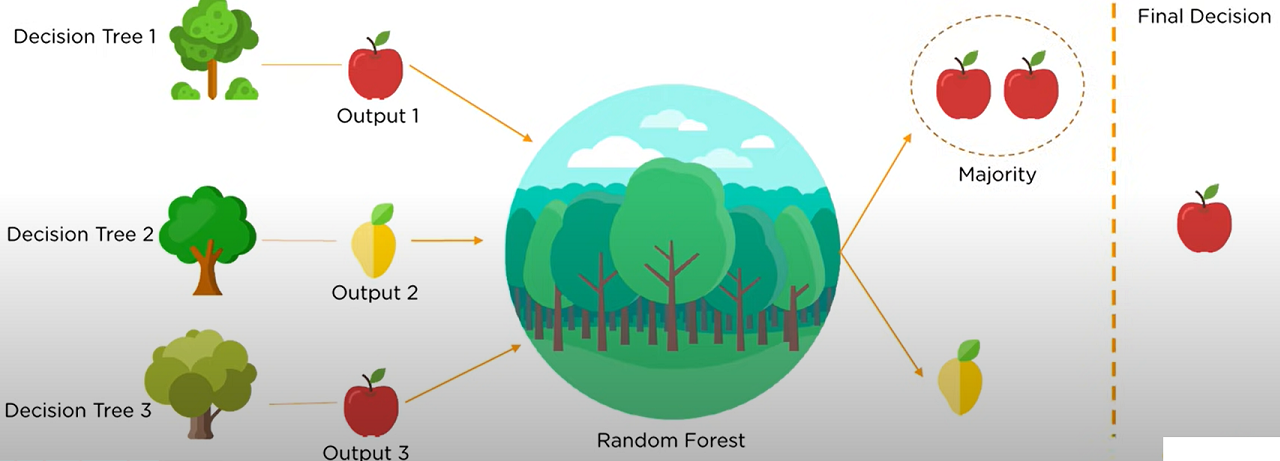 Decision Tree 1
Output 1
Decision Tree 2
Output 2
Decision Tree 3
Output 3
Random Forest
Majority
Final Decision